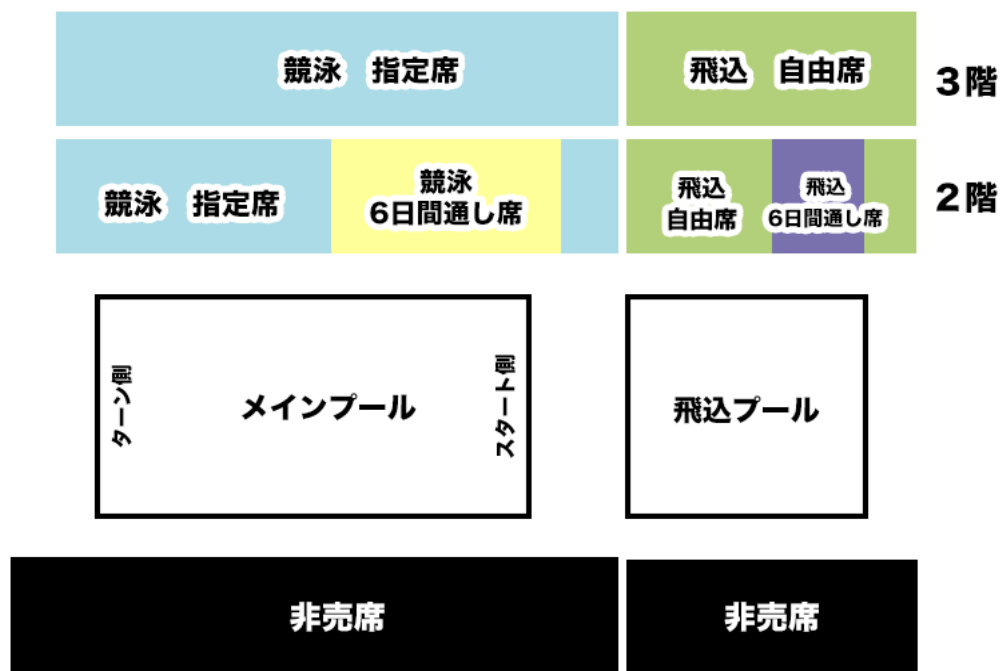 競泳　指定席
飛込　自由席
3階
競泳　指定席
競泳
6日間通し席
飛込
自由席
飛込
6日間通し席
2階
ターン側
メインプール
スタート側
飛込プール
非売席
非売席